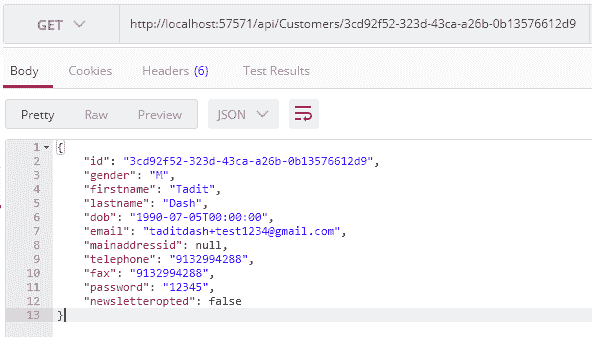 GET http://localhost:57571/api/Customers/3cd92f52-323d-43ca-a26b-0b13576612d9
Body Cookies Headers (6) Test Results
Pretty Raw Preview JSON
1 {
2 "id": "3cd92f52-323d-43ca-a26b-0b13576612d9",
3 "gender": "M",
4 "firstname": "Tadit",
5 "lastname": "Dash",
6 "dob": "1990-07-05T00:00:00",
7 "email": "taditdash+test1234@gmail.com",
8 "mainaddressid": null,
9 "telephone": "9132994288",
10 "fax": "9132994288",
11 "password": "12345",
12 "newsletteropted": false
13 }